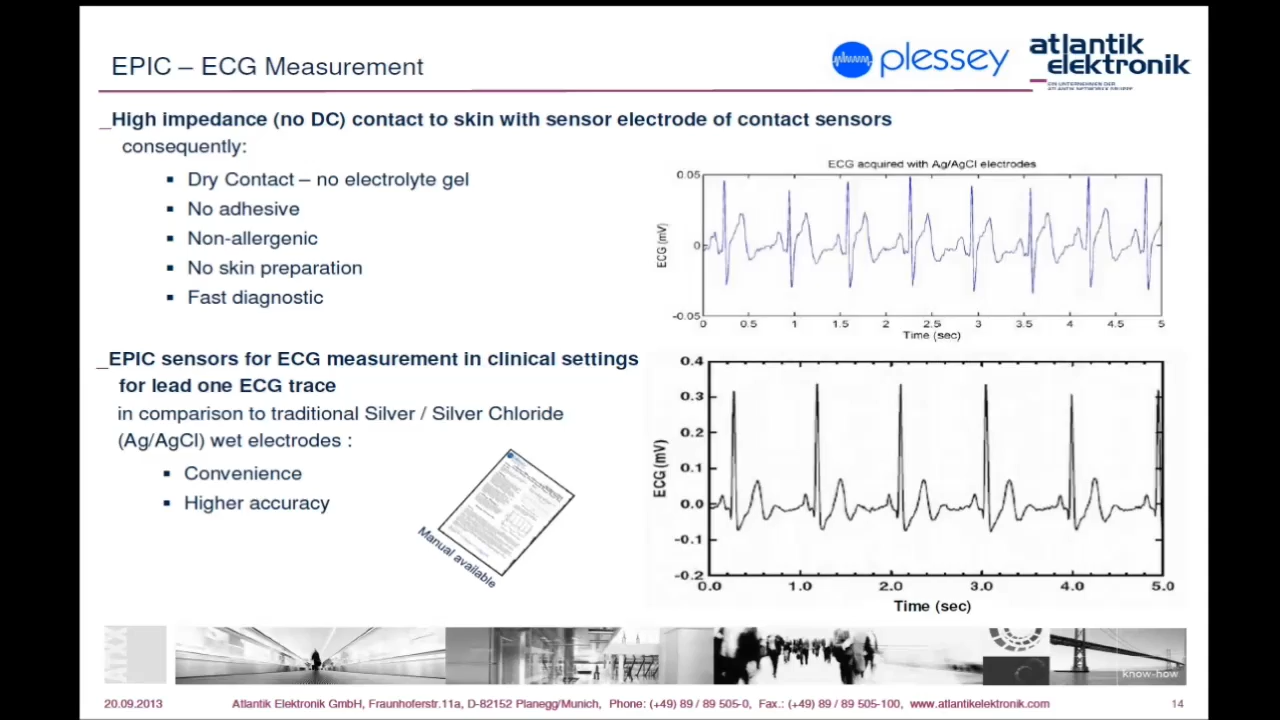 EPIC – ECG Measurement
plessey
atlantik
elektronik
_High impedance (no DC) contact to skin with sensor electrode of contact sensors
consequently:
▪ Dry Contact – no electrolyte gel
▪ No adhesive
▪ Non-allergenic
▪ No skin preparation
▪ Fast diagnostic
ECG acquired with Ag/AgCl electrodes
ECG (mV)
0.05
0
-0.05
0 0.5 1 1.5 2 2.5 3 3.5 4 4.5 5
Time (sec)
_EPIC sensors for ECG measurement in clinical settings
for lead one ECG trace
in comparison to traditional Silver / Silver Chloride
(Ag/AgCl) wet electrodes :
▪ Convenience
▪ Higher accuracy
Manual available
ECG (mV)
0.4
0.3
0.2
0.1
0.0
-0.1
-0.2
0.0 1.0 2.0 3.0 4.0 5.0
Time (sec)
know-how
20.09.2013 Atlantik Elektronik GmbH, Fraunhoferstr.11a, D-82152 Planegg/Munich, Phone: (+49) 89 / 89 505-0, Fax.: (+49) 89 / 89 505-100, www.atlantikelektronik.com 14